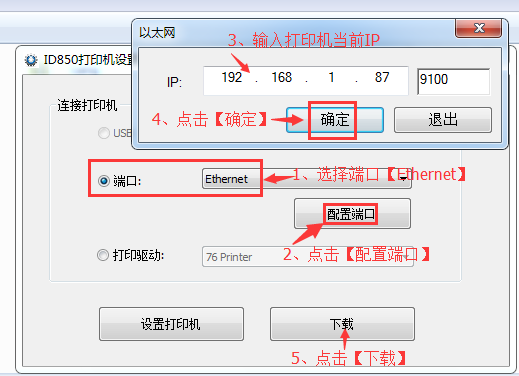 以太网
3、输入打印机当前IP
ID850打印机设置
IP: 192 . 168 . 1 . 87 9100
连接打印机
4、点击【确定】 确定 退出
USB
端口: Ethernet 1、选择端口【Ethernet】
配置端口
2、点击【配置端口】
打印驱动: 76 Printer
设置打印机 下载
5、点击【下载】